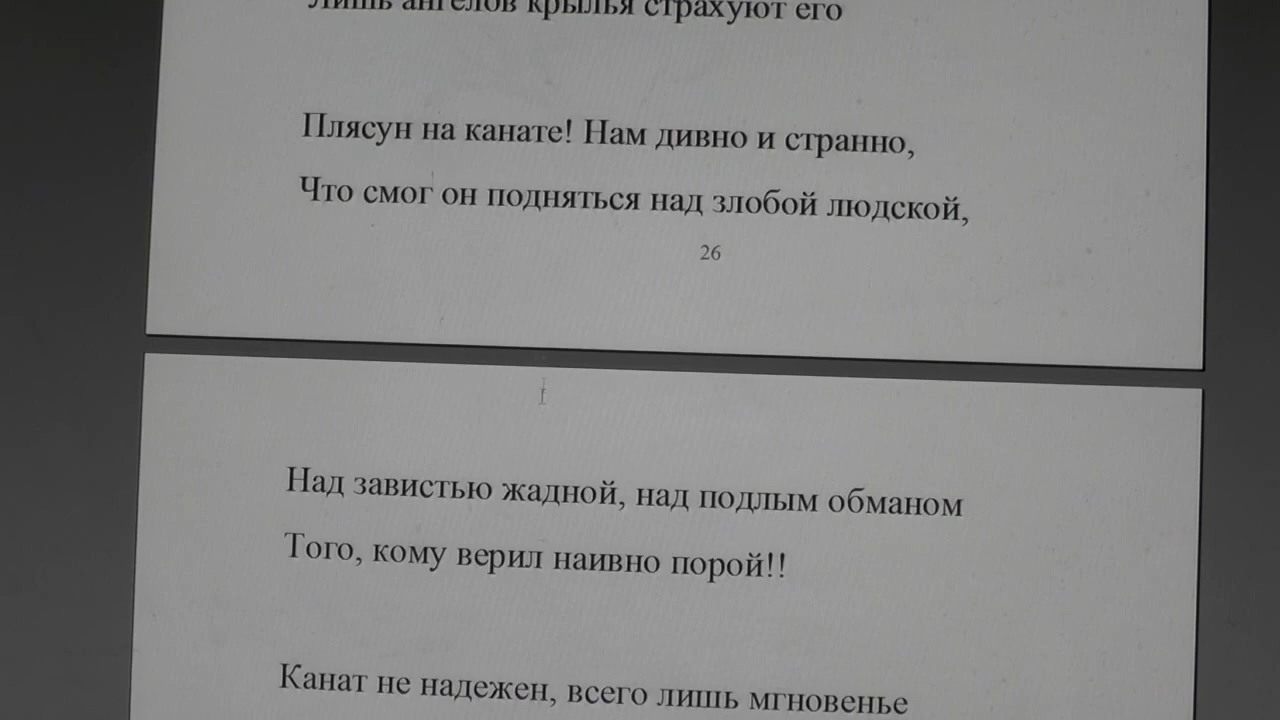 Лишь ангелов крылья страхуют его
Плясун на канате! Нам дивно и странно,
Что смог он подняться над злобой людской,
26
Над завистью жадной, над подлым обманом
Того, кому верил наивно порой!!
Канат не надежен, всего лишь мгновенье